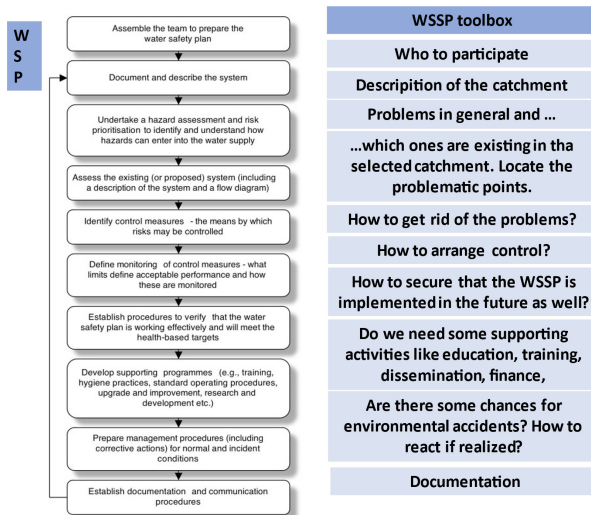 W
S
P
Assemble the team to prepare the
water safety plan
Document and describe the system
Undertake a hazard assessment and risk
prioritisation to identify and understand how
hazards can enter into the water supply
Assess the existing (or proposed) system (including
a description of the system and a flow diagram)
Identify control measures - the means by which
risks may be controlled
Define monitoring of control measures - what
limits define acceptable performance and how
these are monitored
Establish procedures to verify that the water
safety plan is working effectively and will meet the
health-based targets
Develop supporting programmes (e.g., training,
hygiene practices, standard operating procedures,
upgrade and improvement, research and
development etc.)
Prepare management procedures (including
corrective actions) for normal and incident
conditions
Establish documentation and communication
procedures
WSSP toolbox
Who to participate
Descripition of the catchment
Problems in general and ...
...which ones are existing in tha
selected catchment. Locate the
problematic points.
How to get rid of the problems?
How to arrange control?
How to secure that the WSSP is
implemented in the future as well?
Do we need some supporting
activities like education, training,
dissemination, finance,
Are there some chances for
environmental accidents? How to
react if realized?
Documentation